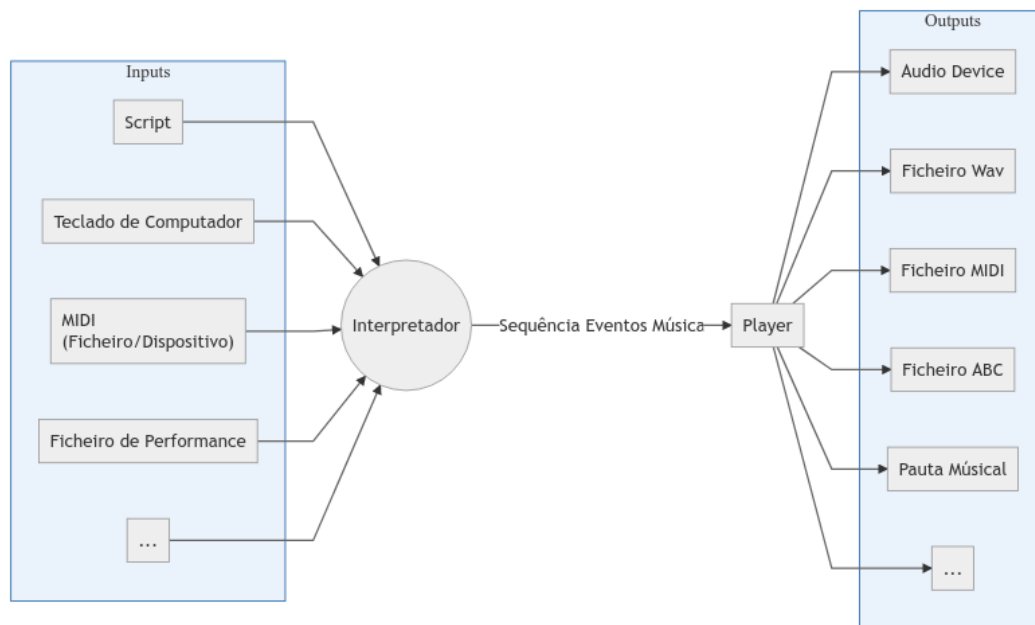 Inputs
Script
Teclado de Computador
MIDI
(Ficheiro/Dispositivo)
Ficheiro de Performance
...
Interpretador
Sequência Eventos Música
Player
Outputs
Audio Device
Ficheiro Wav
Ficheiro MIDI
Ficheiro ABC
Pauta Músical
...